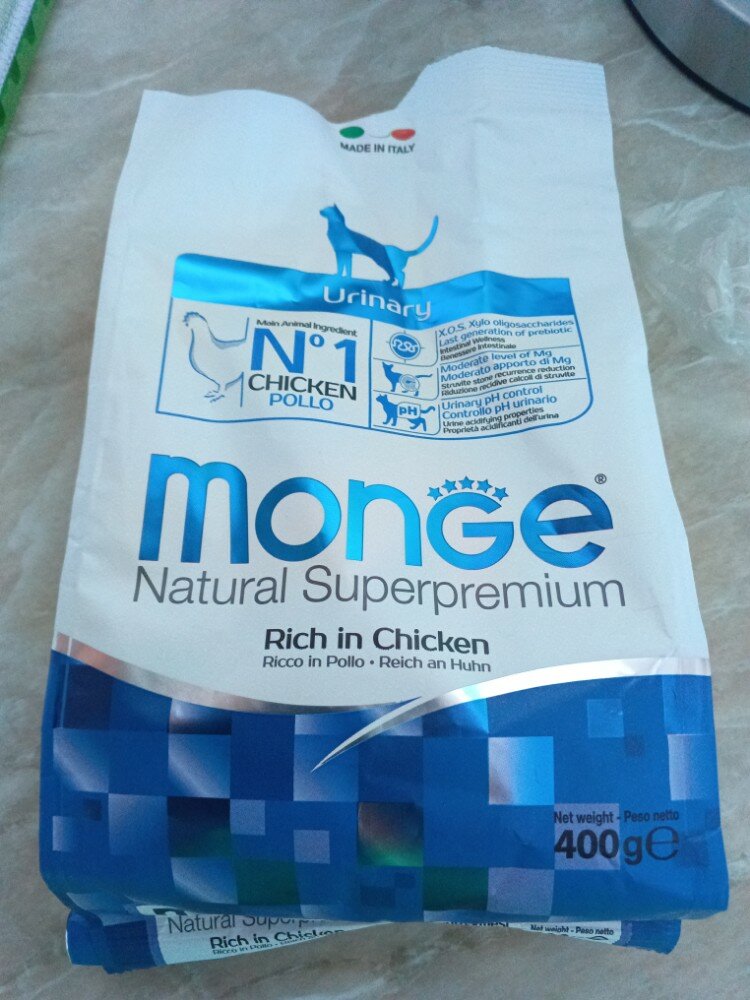 MADE IN ITALY
Urinary
Main Animal Ingredient
N° 1
CHICKEN
POLLO
X.O.S. Xylo oligosaccharides
Last generation of prebiotic
Intestinal Wellness
Benessere Intestinale
Moderate level of Mg
Moderato apporto di Mg
Struvite stone recurrence reduction
Riduzione recidive calcoli di struvite
pH
Urinary pH control
Controllo pH urinario
Urine acidifying properties
Proprietà acidificanti dell'urina
monGe®
Natural Superpremium
Rich in Chicken
Ricco in Pollo • Reich an Huhn
Net weight - Peso netto
400 g e
Natural
Rich in Chicken
Ricco in Pollo
Net weight - Peso netto